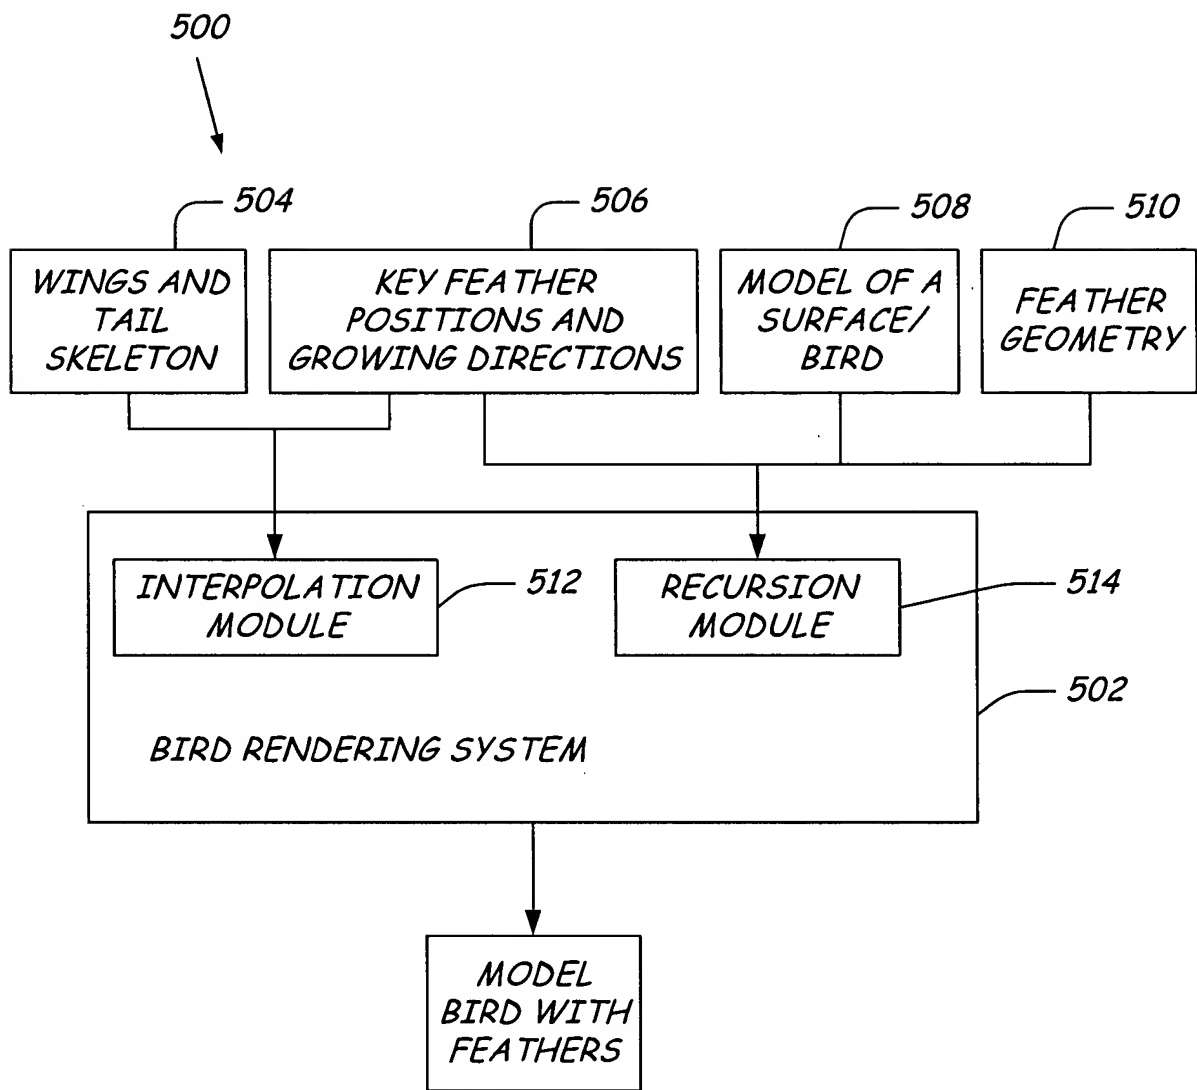 500
504
506
508
510
WINGS AND
TAIL
SKELETON
KEY FEATHER
POSITIONS AND
GROWING DIRECTIONS
MODEL OF A
SURFACE/
BIRD
FEATHER
GEOMETRY
INTERPOLATION
MODULE
512
RECURSION
MODULE
514
502
BIRD RENDERING SYSTEM
MODEL
BIRD WITH
FEATHERS